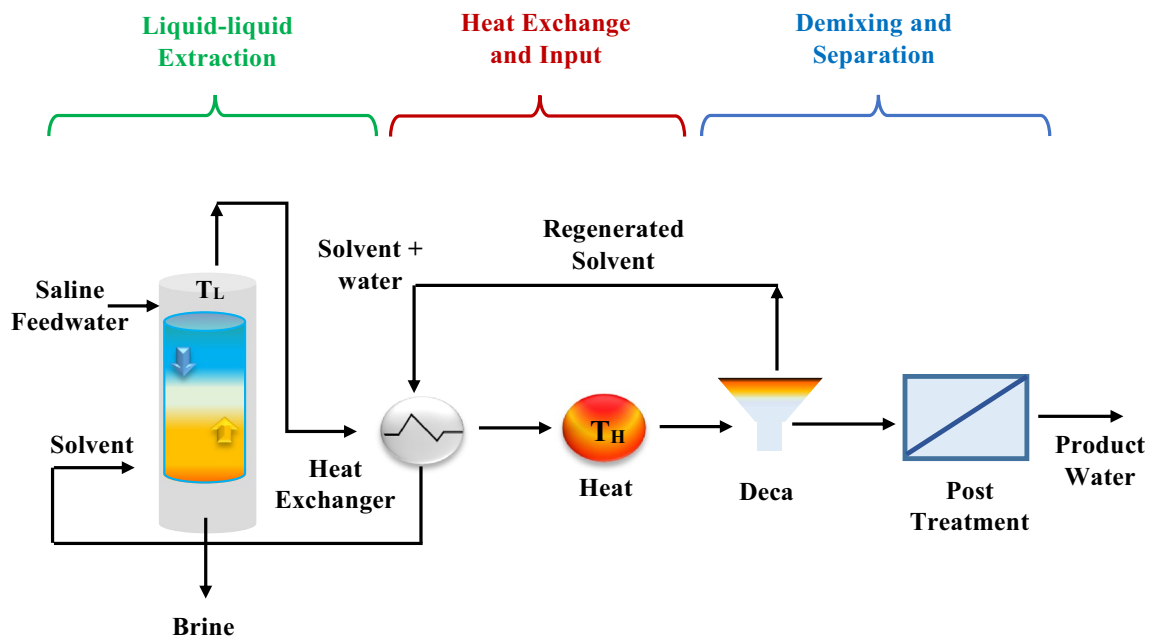 Liquid-liquid
Extraction
Heat Exchange
and Input
Demixing and
Separation
Solvent +
water
Regenerated
Solvent
Saline
Feedwater
TL
Solvent
Heat
Exchanger
TH
Heat
Deca
Post
Treatment
Product
Water
Brine